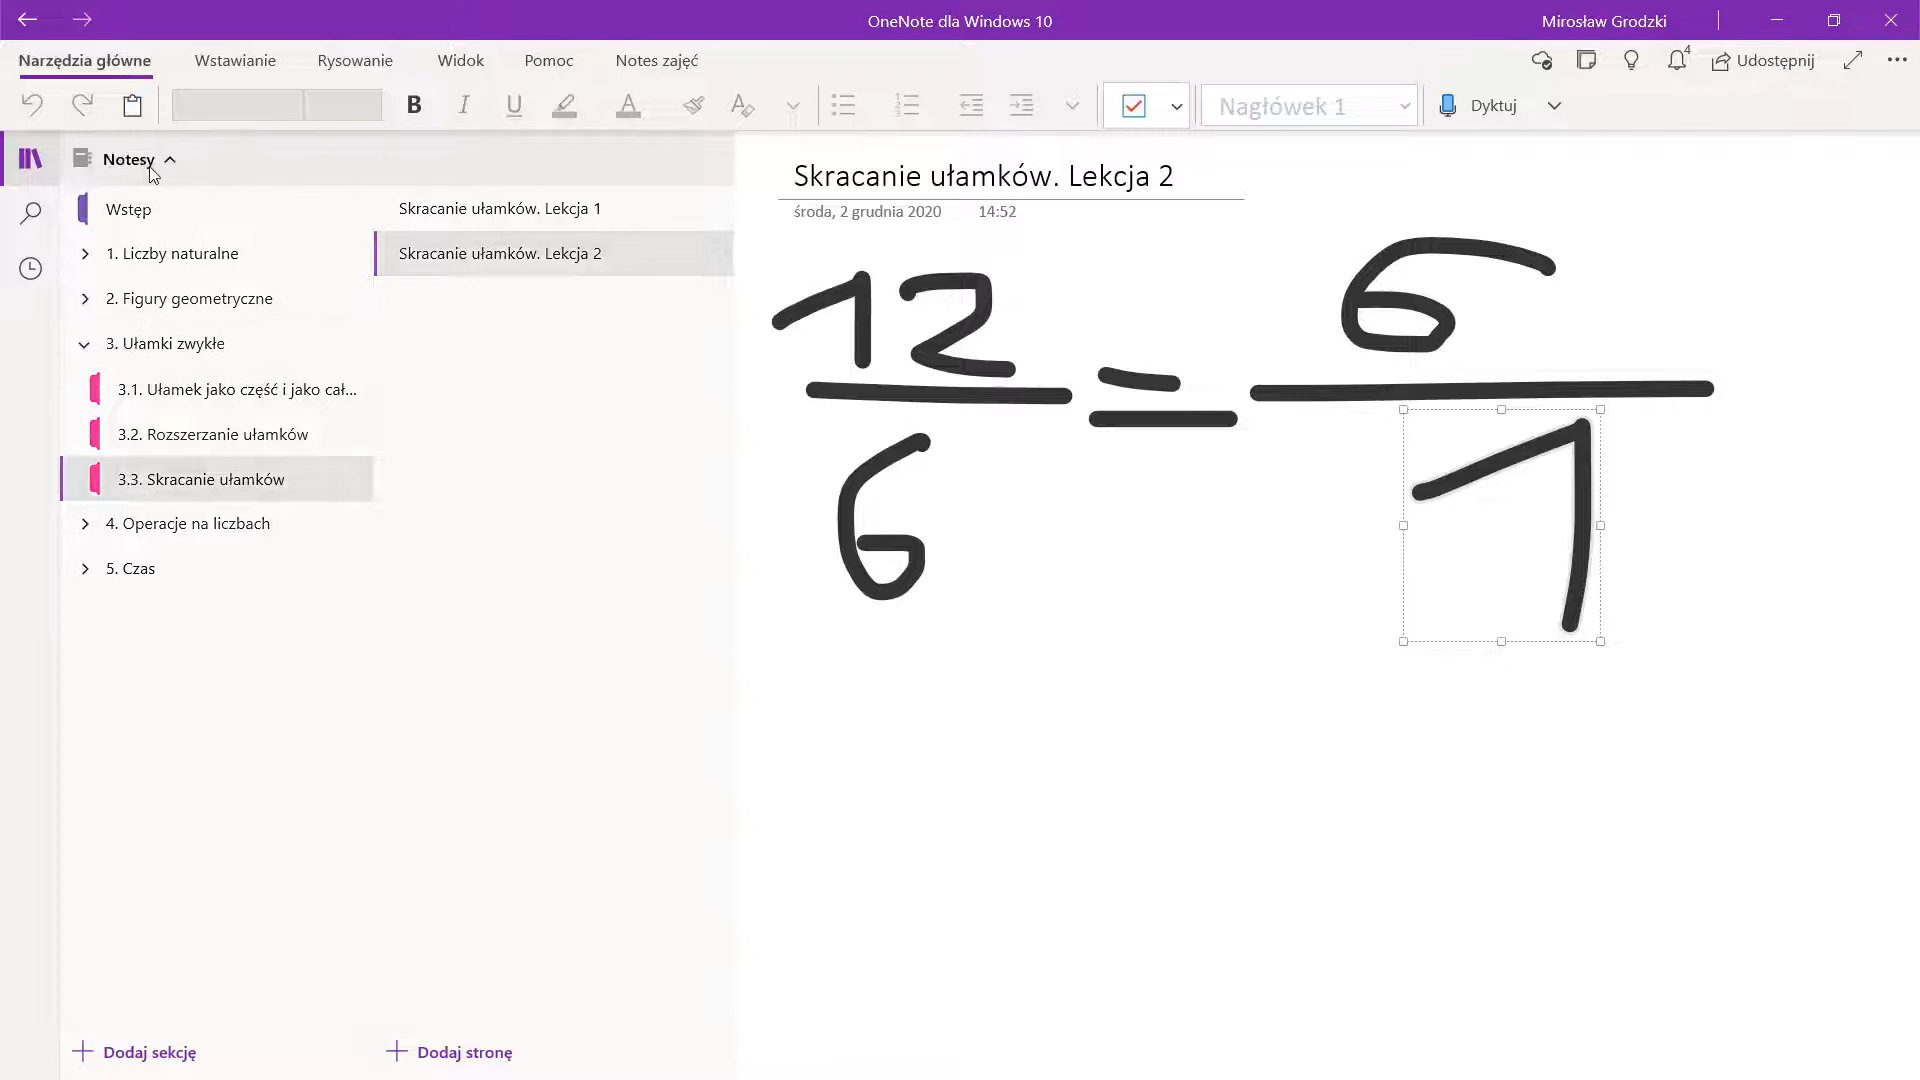 OneNote dla Windows 10
Mirosław Grodzki
Narzędzia główne Wstawianie Rysowanie Widok Pomoc Notes zajęć
4
Udostępnij
B I U A A
Nagłówek 1
Dyktuj
Notesy
Wstęp
1. Liczby naturalne
2. Figury geometryczne
3. Ułamki zwykłe
3.1. Ułamek jako część i jako cał...
3.2. Rozszerzanie ułamków
3.3. Skracanie ułamków
4. Operacje na liczbach
5. Czas
Dodaj sekcję
Skracanie ułamków. Lekcja 1
Skracanie ułamków. Lekcja 2
Dodaj stronę
Skracanie ułamków. Lekcja 2
środa, 2 grudnia 2020 14:52
12 = 6
6 1